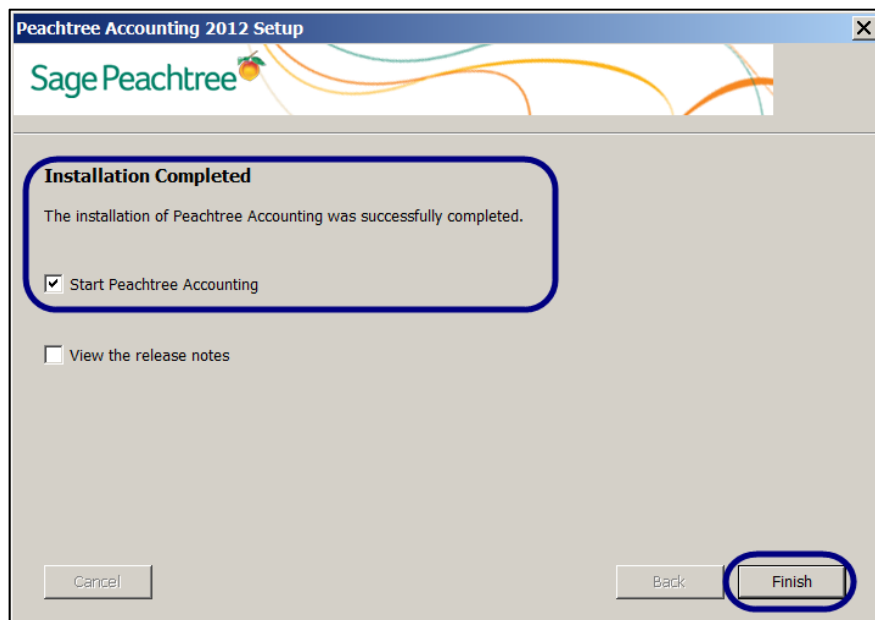 Peachtree Accounting 2012 Setup
Sage Peachtree
Installation Completed
The installation of Peachtree Accounting was successfully completed.
Start Peachtree Accounting
View the release notes
Cancel Back Finish